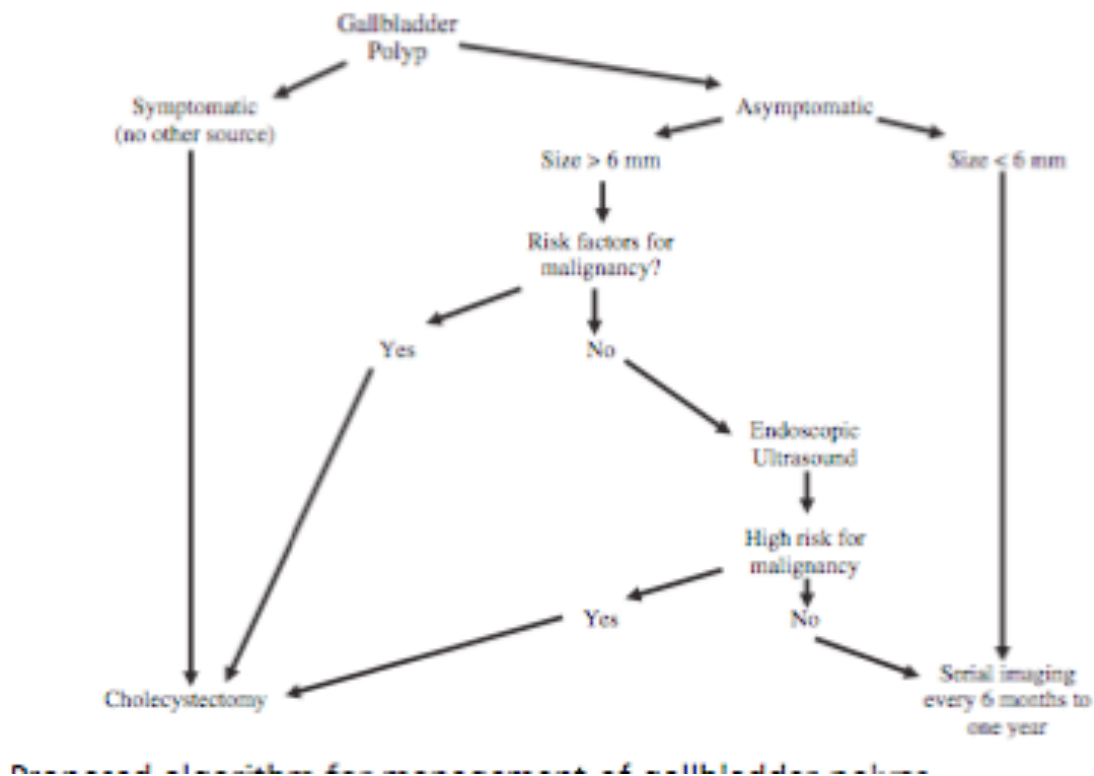 Gallbladder
Polyp
Symptomatic
(no other source)
Asymptomatic
Size > 6 mm
Size < 6 mm
Risk factors for
malignancy?
Yes
No
Endoscopic
Ultrasound
High risk for
malignancy
Yes
No
Cholecystectomy
Serial imaging
every 6 months to
one year
Proposed algorithm for management of gallbladder polyps